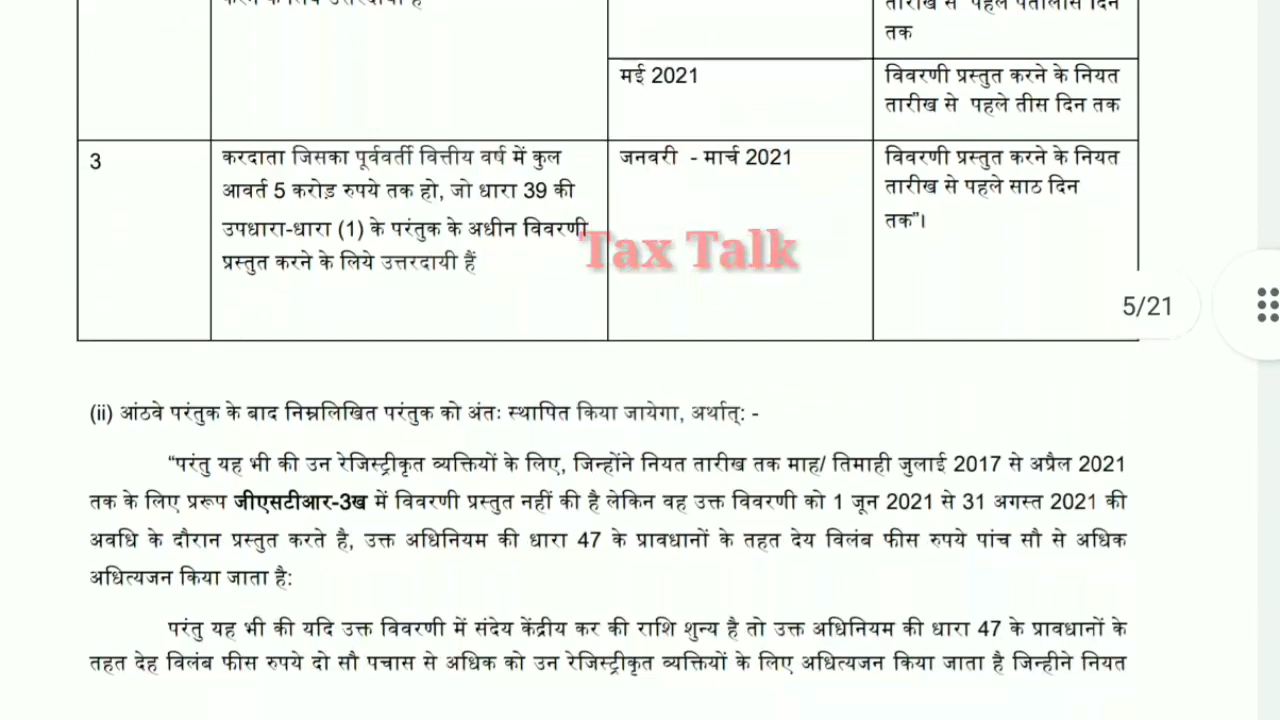 तारीख से पहले पैंतालीस दिन
तक
मई 2021
विवरणी प्रस्तुत करने के नियत
तारीख से पहले तीस दिन तक
3
करदाता जिसका पूर्ववर्ती वित्तीय वर्ष में कुल
आवर्त 5 करोड़ रुपये तक हो, जो धारा 39 की
उपधारा-धारा (1) के परंतुक के अधीन विवरणी
प्रस्तुत करने के लिये उत्तरदायी हैं
जनवरी - मार्च 2021
विवरणी प्रस्तुत करने के नियत
तारीख से पहले साठ दिन
तक”।
Tax Talk
5/21
(ii) आंठवे परंतुक के बाद निम्नलिखित परंतुक को अंतः स्थापित किया जायेगा, अर्थात्: -
“परंतु यह भी की उन रेजिस्ट्रीकृत व्यक्तियों के लिए, जिन्होंने नियत तारीख तक माह/ तिमाही जुलाई 2017 से अप्रैल 2021
तक के लिए प्ररूप जीएसटीआर-3ख में विवरणी प्रस्तुत नहीं की है लेकिन वह उक्त विवरणी को 1 जून 2021 से 31 अगस्त 2021 की
अवधि के दौरान प्रस्तुत करते है, उक्त अधिनियम की धारा 47 के प्रावधानों के तहत देय विलंब फीस रुपये पांच सौ से अधिक
अधित्यजन किया जाता है:
परंतु यह भी की यदि उक्त विवरणी में संदेय केंद्रीय कर की राशि शुन्य है तो उक्त अधिनियम की धारा 47 के प्रावधानों के
तहत देह विलंब फीस रुपये दो सौ पचास से अधिक को उन रेजिस्ट्रीकृत व्यक्तियों के लिए अधित्यजन किया जाता है जिन्हीने नियत